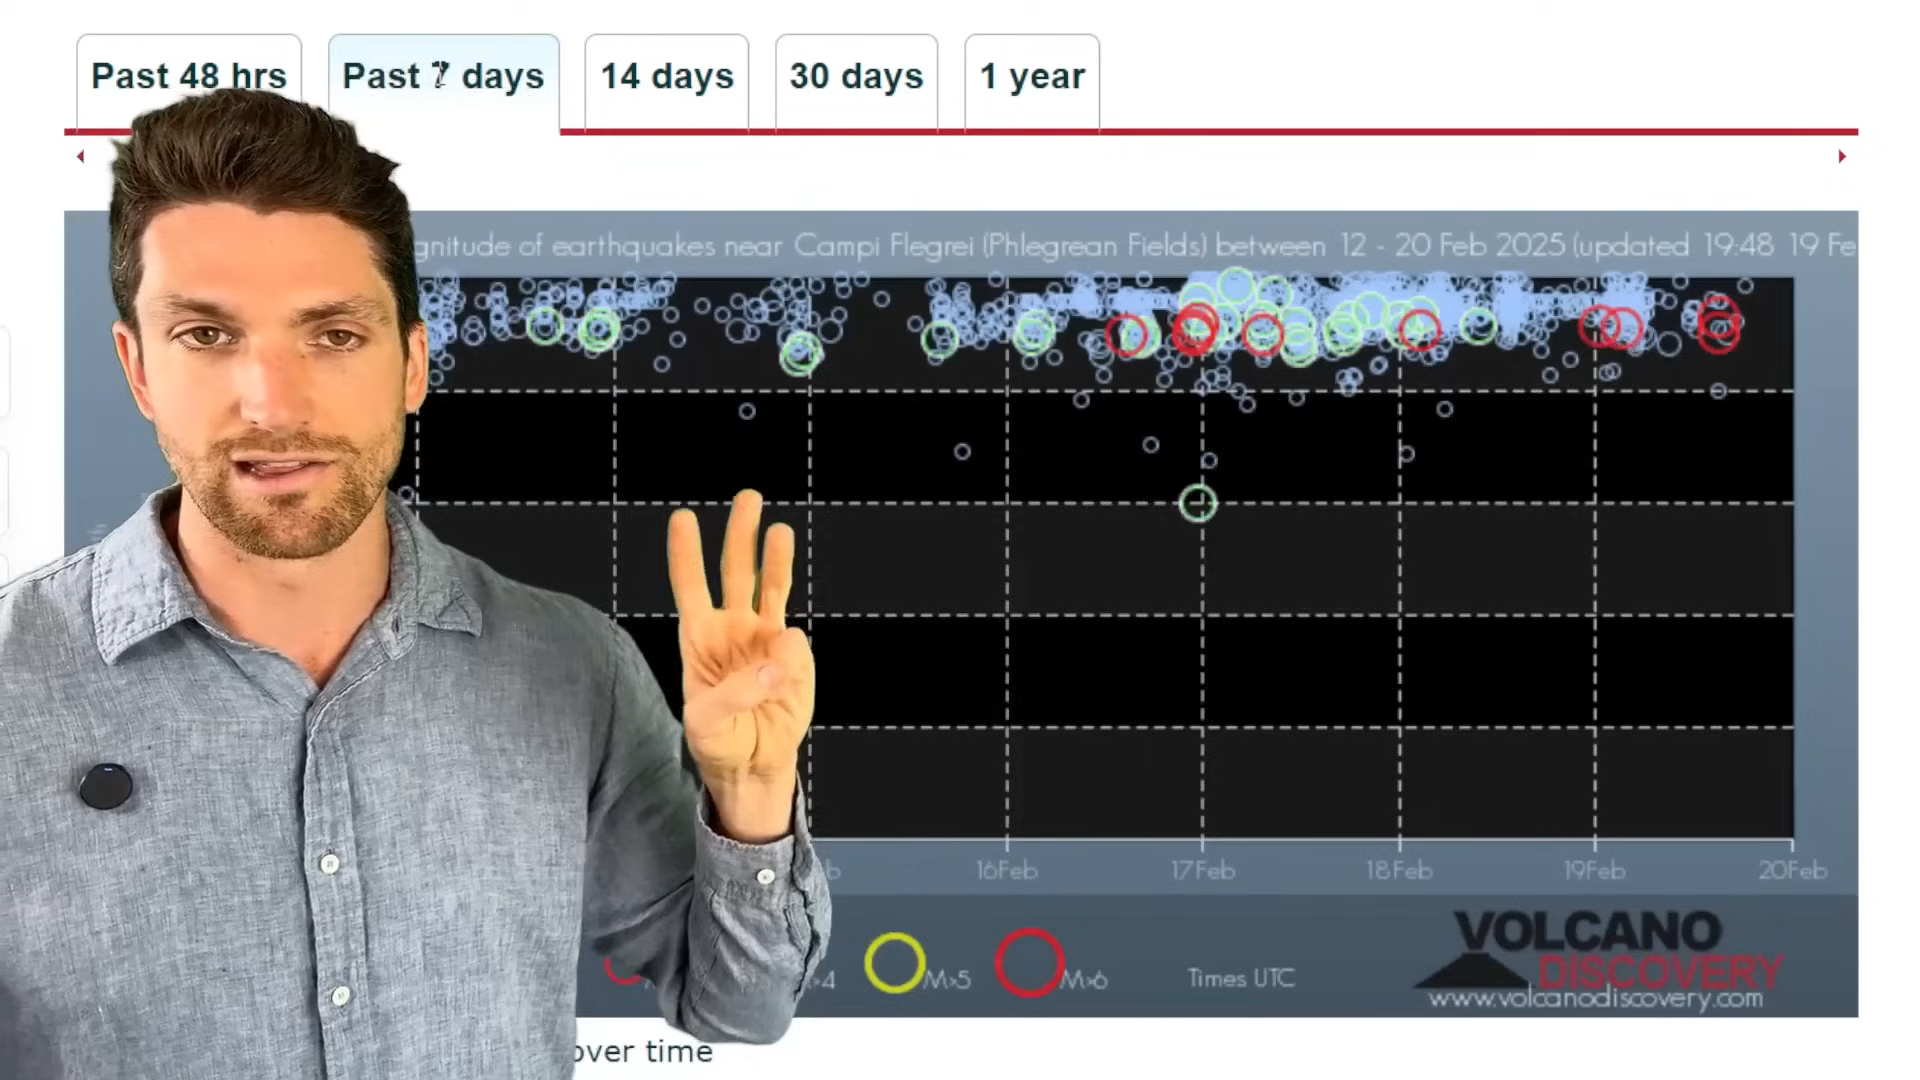 Past 48 hrs Past 7 days 14 days 30 days 1 year
gnitude of earthquakes near Campi Flegrei (Phlegrean Fields) between 12 - 20 Feb 2025 (updated 19:48 19 Fe
16Feb 17Feb 18Feb 19Feb 20Feb
M>5 M>6 Times UTC
VOLCANO
DISCOVERY
www.volcanodiscovery.com
over time